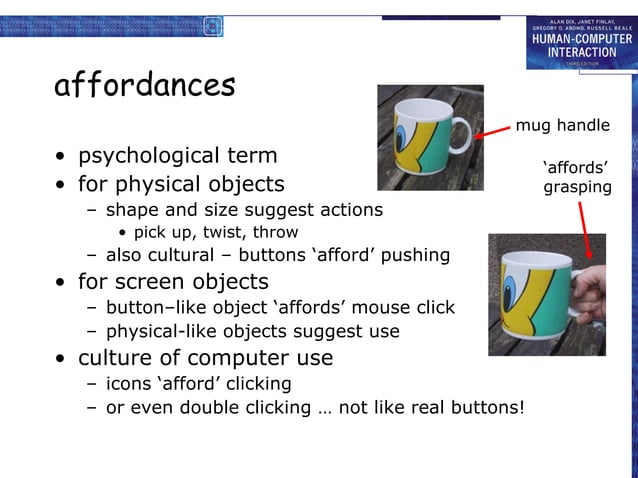 ALAN DIX, JANET FINLAY,
GREGORY D. ABOWD, RUSSELL BEALE
HUMAN-COMPUTER
INTERACTION
THIRD EDITION
affordances
mug handle
‘affords’
grasping
• psychological term
• for physical objects
– shape and size suggest actions
• pick up, twist, throw
– also cultural – buttons ‘afford’ pushing
• for screen objects
– button–like object ‘affords’ mouse click
– physical-like objects suggest use
• culture of computer use
– icons ‘afford’ clicking
– or even double clicking … not like real buttons!